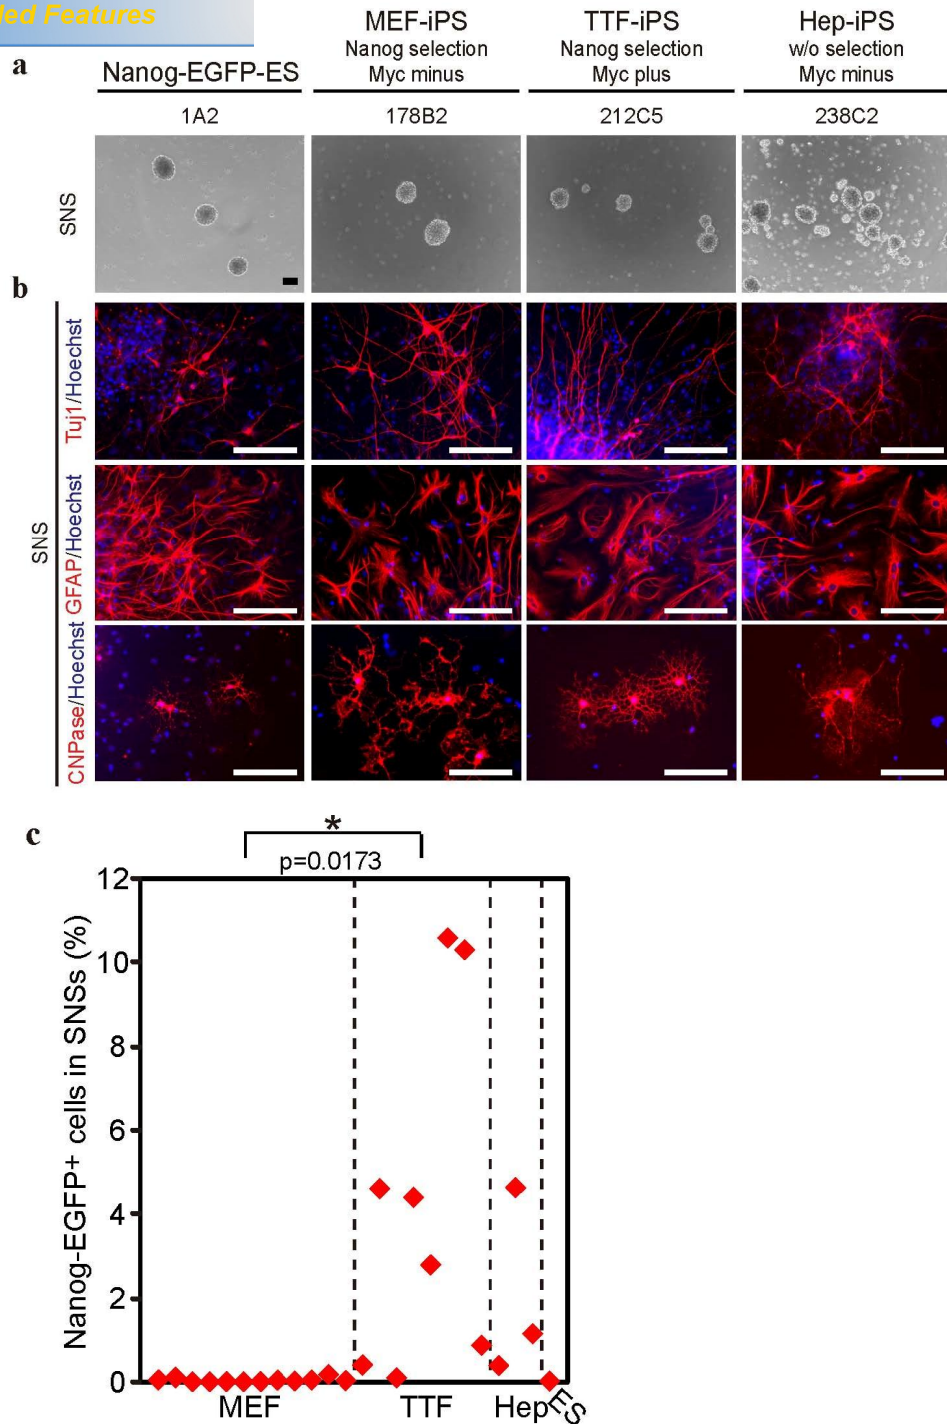 Features
MEF-iPS
TTF-iPS
Hep-iPS
Nanog selection
Nanog selection
w/o selection
a
Nanog-EGFP-ES
Myc minus
Myc plus
Myc minus
1A2
178B2
212C5
238C2
SNS
b
SNS
Tuj1/Hoechst
GFAP/Hoechst
CNPase/Hoechst
c
*
p=0.0173
Nanog-EGFP+ cells in SNSs (%)
12
10
8
6
4
2
0
MEF
TTF
Hep
ES